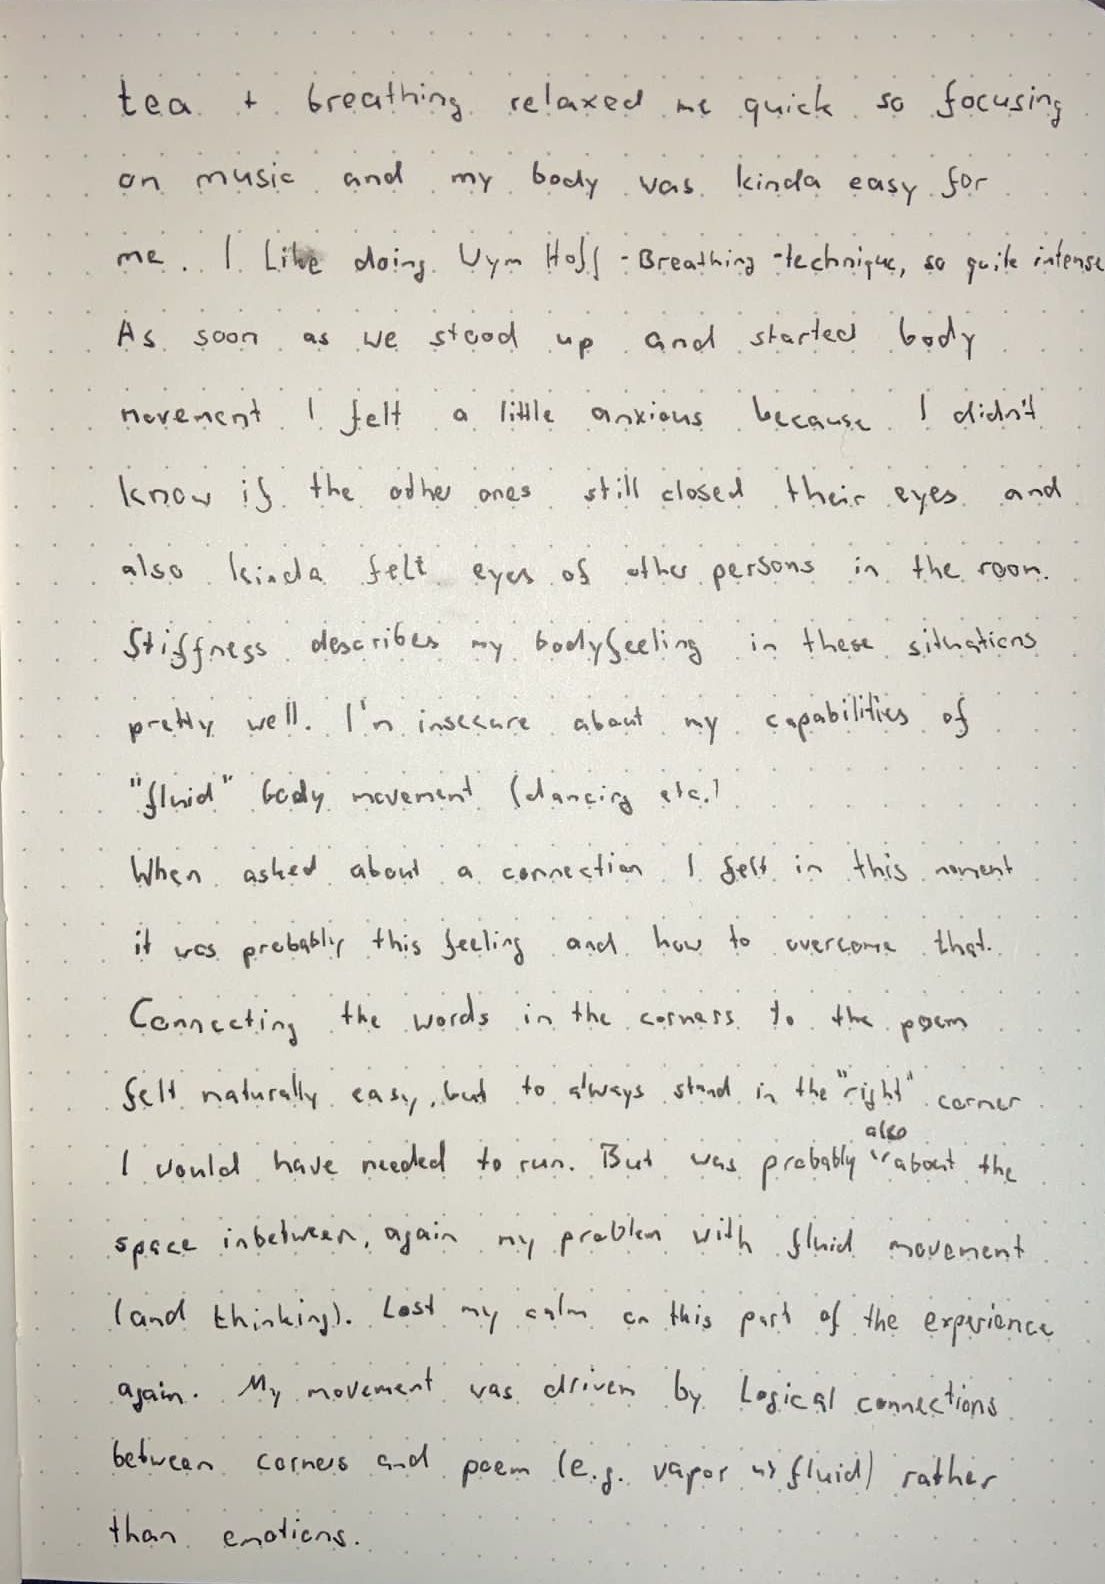 tea + breathing relaxed me quick so focusing
on music and my body was kinda easy for
me. I Like doing Wym Hoff - Breathing - technique, so quite intense
As soon as we stood up and started body
movement I felt a little anxious because I didn't
know if the other ones still closed their eyes and
also kinda felt eyes of other persons in the room.
Stiffness describes my bodyfeeling in these situations
pretty well. I'm insecure about my capabilities of
"fluid" body movement (dancing etc.)
When asked about a connection I felt in this moment
it was probably this feeling and how to overcome that.
Connecting the words in the corners to the poem
felt naturally easy, but to always stand in the "right" corner
also
I would have needed to run. But was probably about the
space inbetween, again my problem with fluid movement
(and thinking). Lost my calm on this part of the experience
again. My movement was driven by Logical connections
between corners and poem (e.g. vapor => fluid) rather
than emotions.